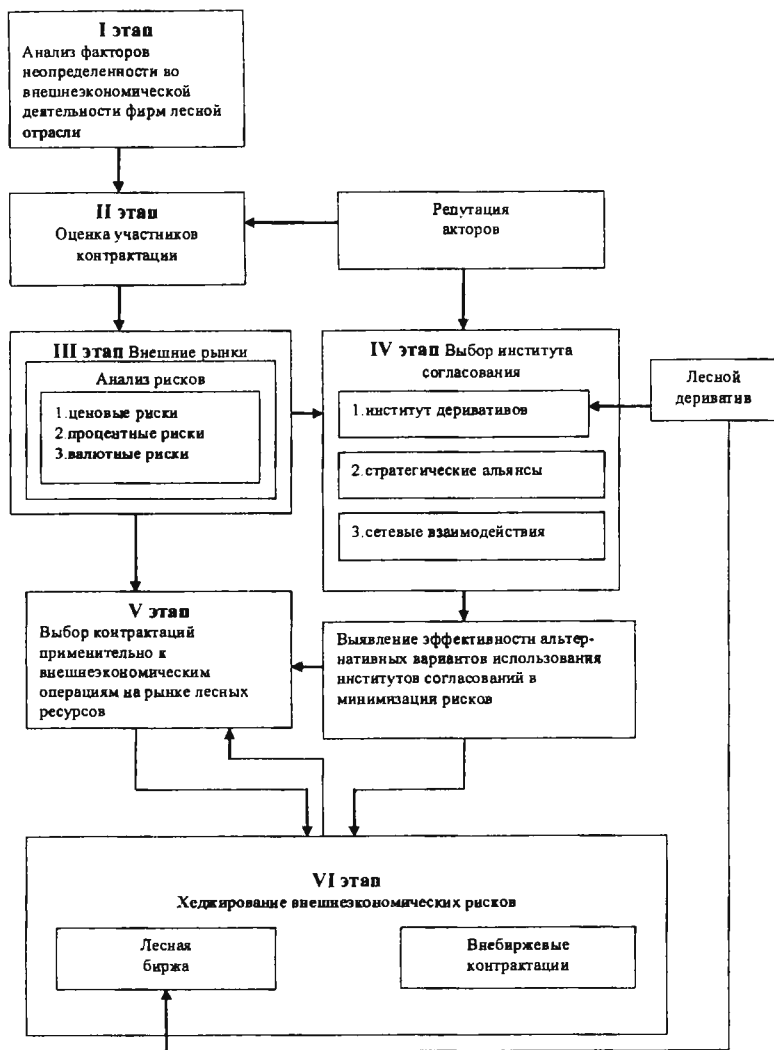 I этап
Анализ факторов
неопределенности во
внешнеэкономической
деятельности фирм лесной
отрасли
II этап
Оценка участников
контрактации
Репутация
акторов
III этап Внешние рынки
Анализ рисков
1.ценовые риски
2.процентные риски
3.валютные риски
IV этап Выбор института
согласования
1.институт деривативов
2.стратегические альянсы
3.сетевые взаимодействия
Лесной
дериватив
V этап
Выбор контрактаций
применительно к
внешнеэкономическим
операциям на рынке лесных
ресурсов
Выявление эффективности альтер-
нативных вариантов использования
институтов согласований в
минимизация рисков
VI этап
Хеджирование внешнеэкономических рисков
Лесная
биржа
Внебиржевые
контрактации